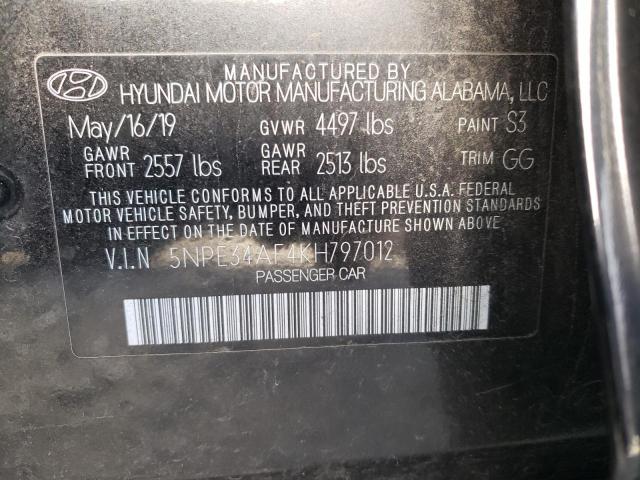 MANUFACTURED BY
HYUNDAI MOTOR MANUFACTURING ALABAMA, LLC
May/16/19 GVWR 4497 lbs PAINT S3
GAWR FRONT 2557 lbs GAWR REAR 2513 lbs TRIM GG
THIS VEHICLE CONFORMS TO ALL APPLICABLE U.S.A. FEDERAL
MOTOR VEHICLE SAFETY, BUMPER, AND THEFT PREVENTION STANDARDS
IN EFFECT ON THE DATE OF MANUFACTURE SHOWN ABOVE.
V.I.N 5NPE34AF4KH797012
PASSENGER CAR